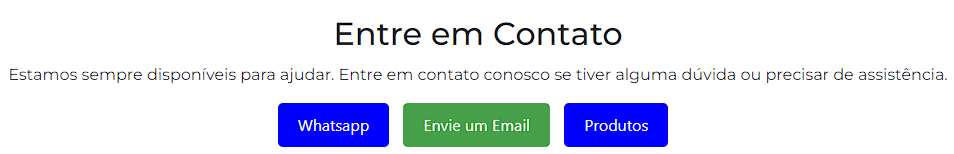 Entre em Contato
Estamos sempre disponíveis para ajudar. Entre em contato conosco se tiver alguma dúvida ou precisar de assistência.
Whatsapp
Envie um Email
Produtos